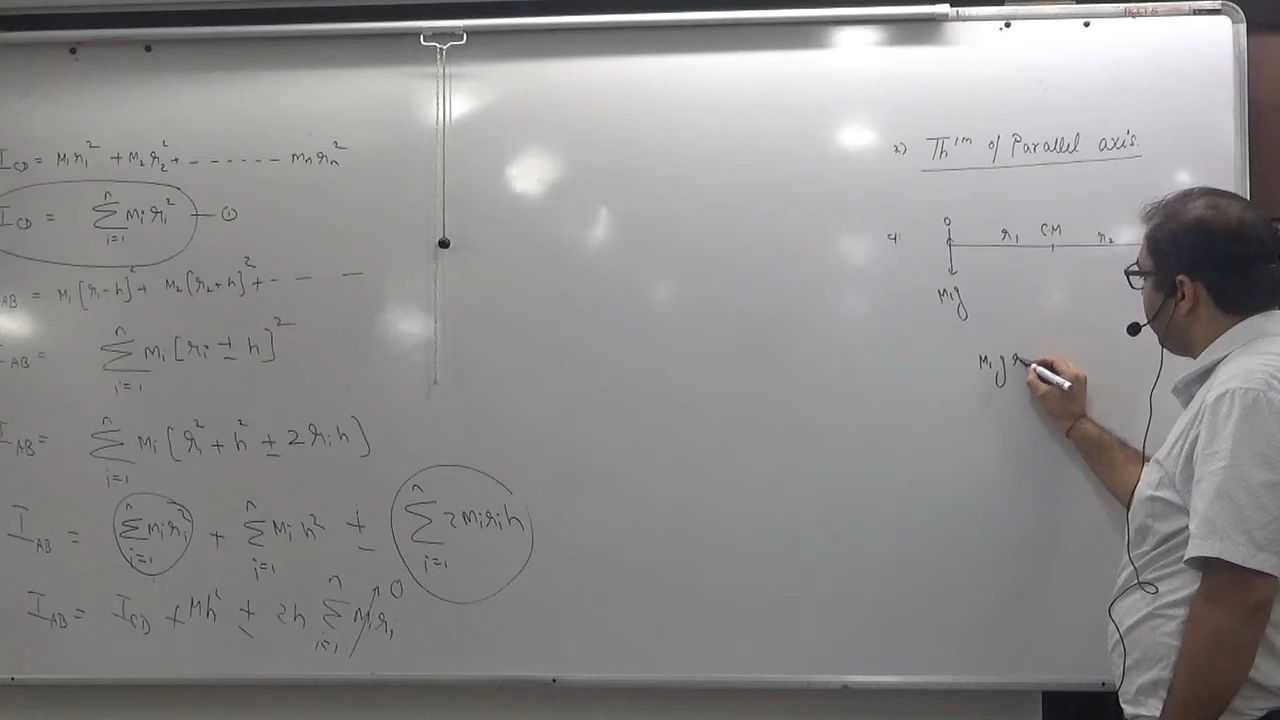 I_CD = M₁r₁² + M₂r₂² + - - - - - - Mₙrₙ²
I_CD = Σ_{i=1}^{n} Mᵢrᵢ² — ①
AB = M₁[r₁-h]² + M₂[r₂+h]² + - - -
I_AB = Σ_{i=1}^{n} Mᵢ[rᵢ ± h]²
I_AB = Σ_{i=1}^{n} Mᵢ[rᵢ² + h² ± 2rᵢh]
I_AB = Σ_{i=1}^{n} Mᵢrᵢ² + Σ_{i=1}^{n} Mᵢh² ± Σ_{i=1}^{n} 2Mᵢrᵢh
I_AB = I_CD + Mh² ± 2h Σ_{i=1}^{n} Mᵢrᵢ 0
Th'm of Parallel axis.
0 r₁ CM r₂
M₁g
M₁g r